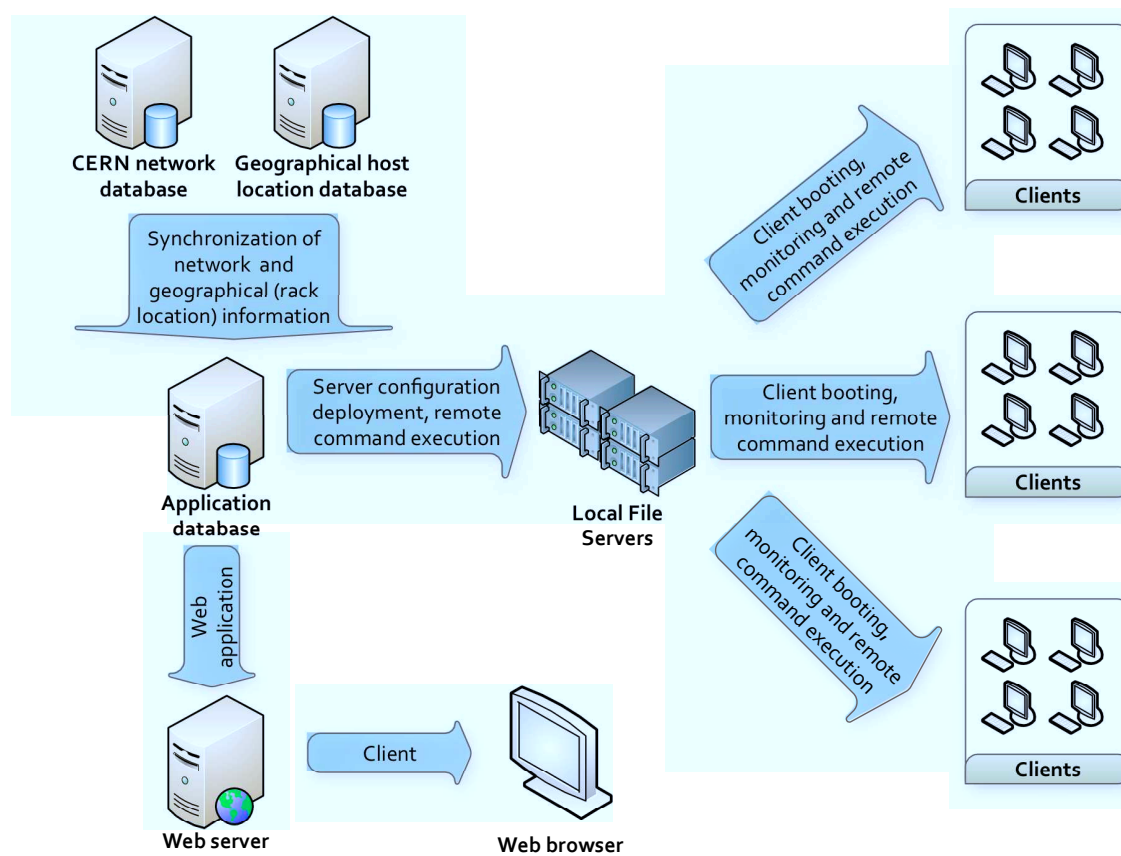 CERN network
database
Geographical host
location database
Synchronization of
network and
geographical (rack
location) information
Client booting,
monitoring and remote
command execution
Clients
Server configuration
deployment, remote
command execution
Client booting,
monitoring and remote
command execution
Clients
Application
database
Local File
Servers
Client booting,
monitoring and remote
command execution
Web
application
Client
Clients
Web server
Web browser